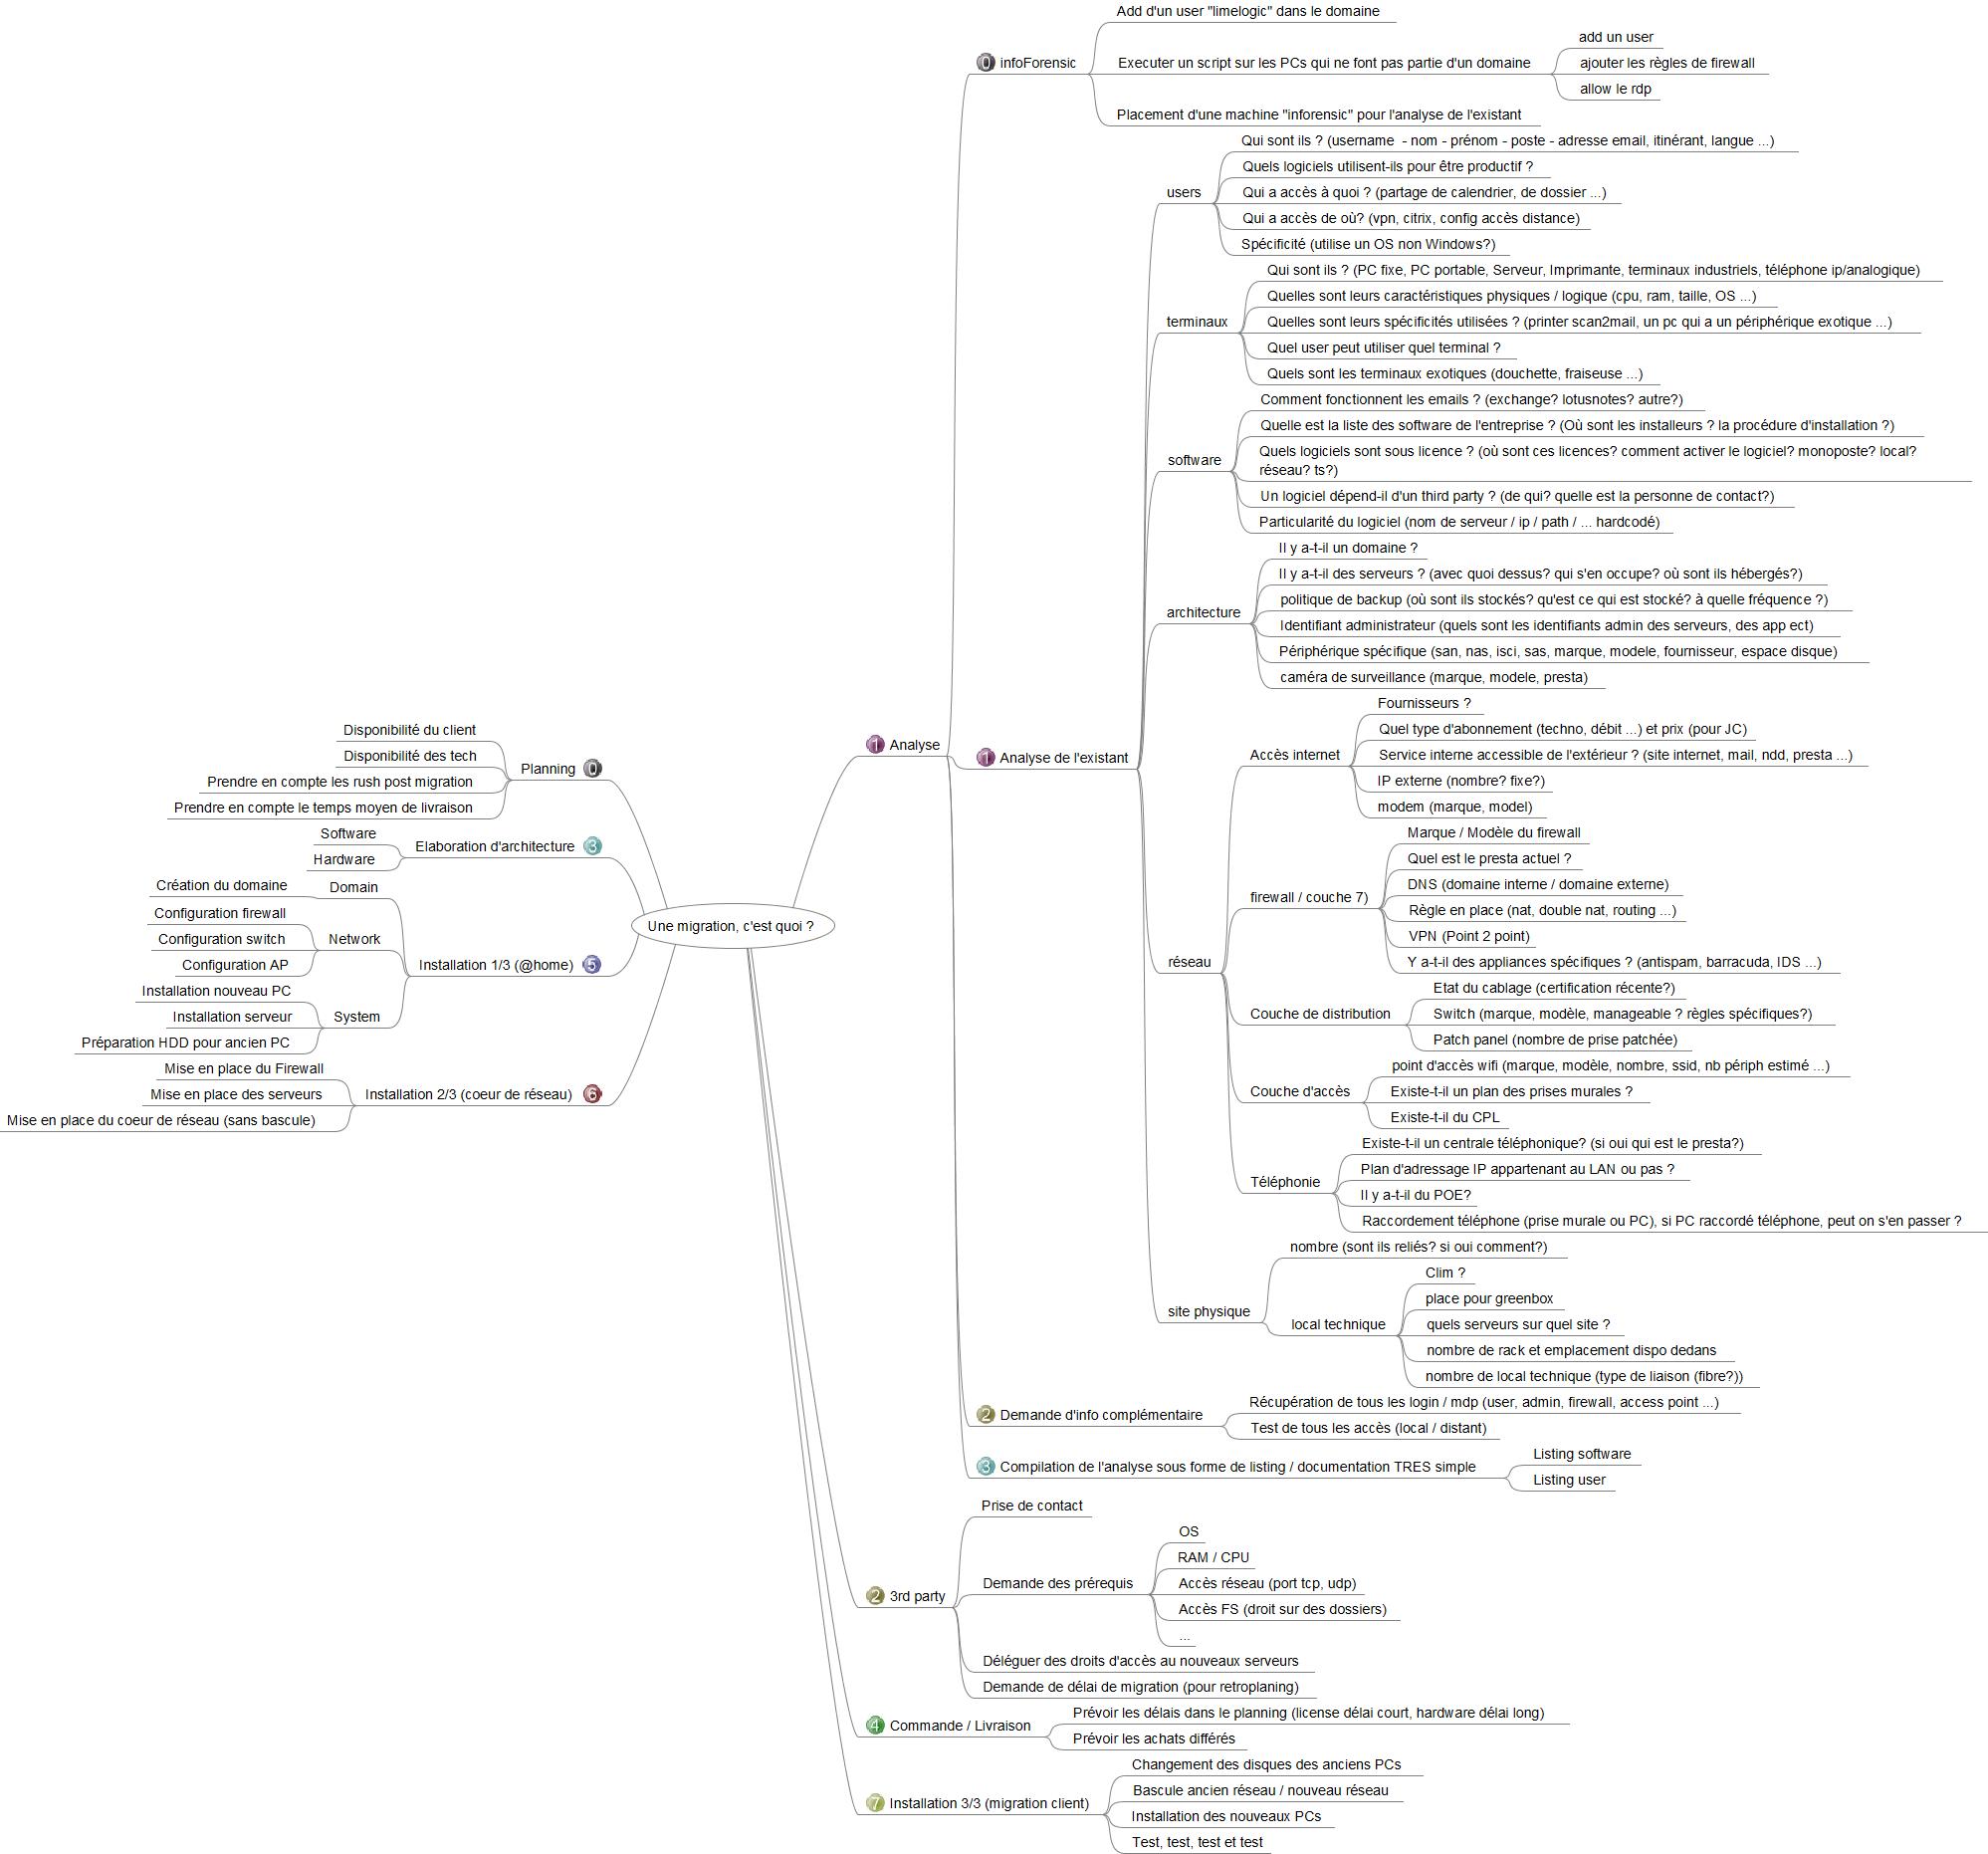 Une migration, c'est quoi ?
0 Planning
Disponibilité du client
Disponibilité des tech
Prendre en compte les rush post migration
Prendre en compte le temps moyen de livraison
3 Elaboration d'architecture
Software
Hardware
5 Installation 1/3 (@home)
Domain
Création du domaine
Network
Configuration firewall
Configuration switch
Configuration AP
System
Installation nouveau PC
Installation serveur
Préparation HDD pour ancien PC
6 Installation 2/3 (coeur de réseau)
Mise en place du Firewall
Mise en place des serveurs
Mise en place du coeur de réseau (sans bascule)
1 Analyse
0 infoForensic
Add d'un user "limelogic" dans le domaine
Executer un script sur les PCs qui ne font pas partie d'un domaine
add un user
ajouter les règles de firewall
allow le rdp
Placement d'une machine "inforensic" pour l'analyse de l'existant
1 Analyse de l'existant
users
Qui sont ils ? (username - nom - prénom - poste - adresse email, itinérant, langue ...)
Quels logiciels utilisent-ils pour être productif ?
Qui a accès à quoi ? (partage de calendrier, de dossier ...)
Qui a accès de où? (vpn, citrix, config accès distance)
Spécificité (utilise un OS non Windows?)
terminaux
Qui sont ils ? (PC fixe, PC portable, Serveur, Imprimante, terminaux industriels, téléphone ip/analogique)
Quelles sont leurs caractéristiques physiques / logique (cpu, ram, taille, OS ...)
Quelles sont leurs spécificités utilisées ? (printer scan2mail, un pc qui a un périphérique exotique ...)
Quel user peut utiliser quel terminal ?
Quels sont les terminaux exotiques (douchette, fraiseuse ...)
software
Comment fonctionnent les emails ? (exchange? lotusnotes? autre?)
Quelle est la liste des software de l'entreprise ? (Où sont les installeurs ? la procédure d'installation ?)
Quels logiciels sont sous licence ? (où sont ces licences? comment activer le logiciel? monoposte? local?
réseau? ts?)
Un logiciel dépend-il d'un third party ? (de qui? quelle est la personne de contact?)
Particularité du logiciel (nom de serveur / ip / path / ... hardcodé)
architecture
Il y a-t-il un domaine ?
Il y a-t-il des serveurs ? (avec quoi dessus? qui s'en occupe? où sont ils hébergés?)
politique de backup (où sont ils stockés? qu'est ce qui est stocké? à quelle fréquence ?)
Identifiant administrateur (quels sont les identifiants admin des serveurs, des app ect)
Périphérique spécifique (san, nas, isci, sas, marque, modele, fournisseur, espace disque)
caméra de surveillance (marque, modele, presta)
réseau
Accès internet
Fournisseurs ?
Quel type d'abonnement (techno, débit ...) et prix (pour JC)
Service interne accessible de l'extérieur ? (site internet, mail, ndd, presta ...)
IP externe (nombre? fixe?)
modem (marque, model)
firewall / couche 7)
Marque / Modèle du firewall
Quel est le presta actuel ?
DNS (domaine interne / domaine externe)
Règle en place (nat, double nat, routing ...)
VPN (Point 2 point)
Y a-t-il des appliances spécifiques ? (antispam, barracuda, IDS ...)
Couche de distribution
Etat du cablage (certification récente?)
Switch (marque, modèle, manageable ? règles spécifiques?)
Patch panel (nombre de prise patchée)
Couche d'accès
point d'accès wifi (marque, modèle, nombre, ssid, nb périph estimé ...)
Existe-t-il un plan des prises murales ?
Existe-t-il du CPL
Téléphonie
Existe-t-il un centrale téléphonique? (si oui qui est le presta?)
Plan d'adressage IP appartenant au LAN ou pas ?
Il y a-t-il du POE?
Raccordement téléphone (prise murale ou PC), si PC raccordé téléphone, peut on s'en passer ?
site physique
nombre (sont ils reliés? si oui comment?)
local technique
Clim ?
place pour greenbox
quels serveurs sur quel site ?
nombre de rack et emplacement dispo dedans
nombre de local technique (type de liaison (fibre?))
2 Demande d'info complémentaire
Récupération de tous les login / mdp (user, admin, firewall, access point ...)
Test de tous les accès (local / distant)
3 Compilation de l'analyse sous forme de listing / documentation TRES simple
Listing software
Listing user
2 3rd party
Prise de contact
Demande des prérequis
OS
RAM / CPU
Accès réseau (port tcp, udp)
Accès FS (droit sur des dossiers)
...
Déléguer des droits d'accès au nouveaux serveurs
Demande de délai de migration (pour retroplaning)
4 Commande / Livraison
Prévoir les délais dans le planning (license délai court, hardware délai long)
Prévoir les achats différés
7 Installation 3/3 (migration client)
Changement des disques des anciens PCs
Bascule ancien réseau / nouveau réseau
Installation des nouveaux PCs
Test, test, test et test